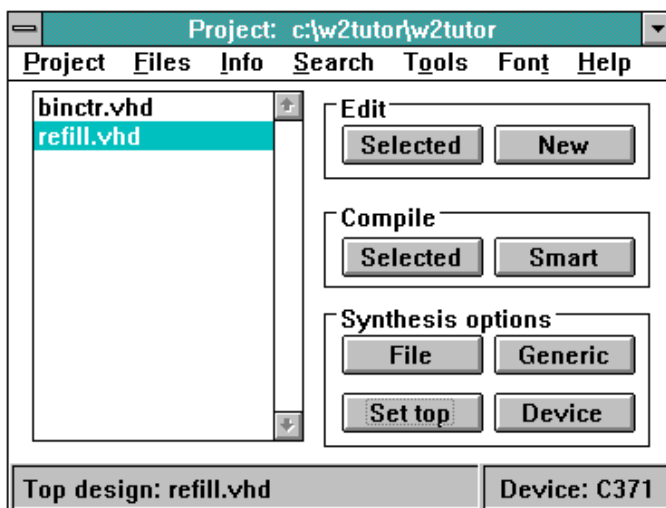 Project: c:\w2tutor\w2tutor
Project Files Info Search Tools Font Help
binctr.vhd
refill.vhd
Edit
Selected New
Compile
Selected Smart
Synthesis options
File Generic
Set top Device
Top design: refill.vhd Device: C371